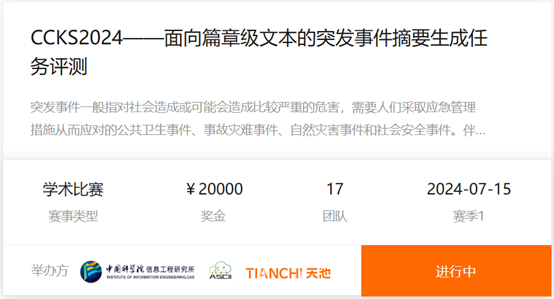 CCKS2024——面向篇章级文本的突发事件摘要生成任
务评测
突发事件一般指对社会造成或可能会造成比较严重的危害，需要人们采取应急管理
措施从而应对的公共卫生事件、事故灾难事件、自然灾害事件和社会安全事件。伴...
学术比赛 ￥20000 17 2024-07-15
赛事类型 奖金 团队 赛季1
举办方 中国科学院 信息工程研究所 ASCII TIANCHI天池 进行中
INSTITUTE OF INFORMATION ENGINEERING,CAS